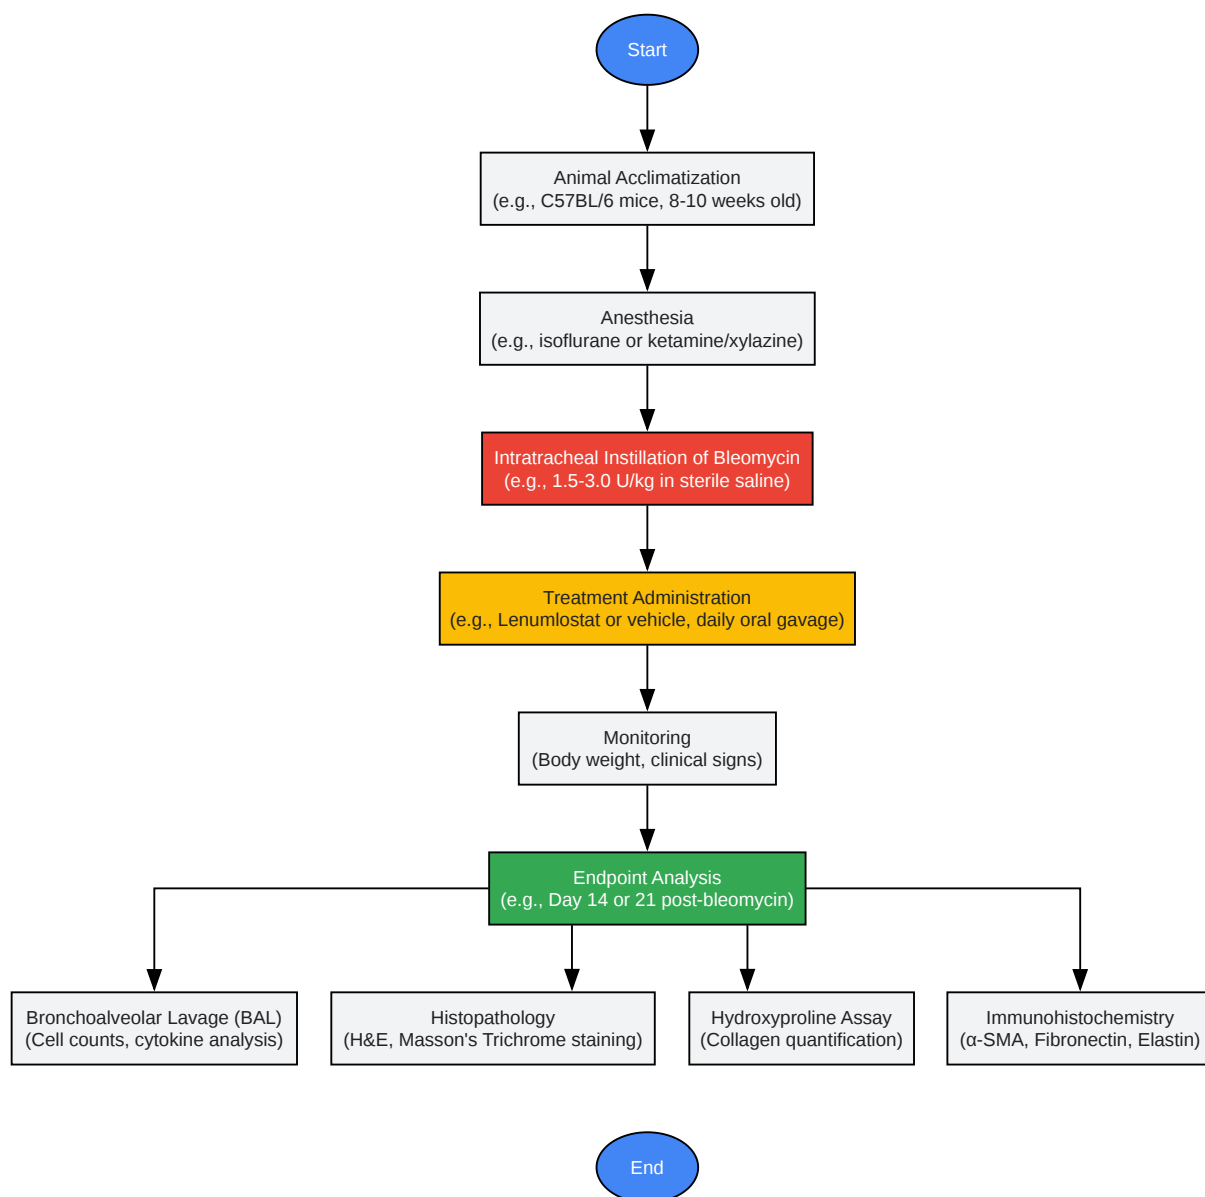 Start
Animal Acclimatization
(e.g., C57BL/6 mice, 8-10 weeks old)
Anesthesia
(e.g., isoflurane or ketamine/xylazine)
Intratracheal Instillation of Bleomycin
(e.g., 1.5-3.0 U/kg in sterile saline)
Treatment Administration
(e.g., Lenumlostat or vehicle, daily oral gavage)
Monitoring
(Body weight, clinical signs)
Endpoint Analysis
(e.g., Day 14 or 21 post-bleomycin)
Bronchoalveolar Lavage (BAL)
(Cell counts, cytokine analysis)
Histopathology
(H&E, Masson's Trichrome staining)
Hydroxyproline Assay
(Collagen quantification)
Immunohistochemistry
(α-SMA, Fibronectin, Elastin)
End